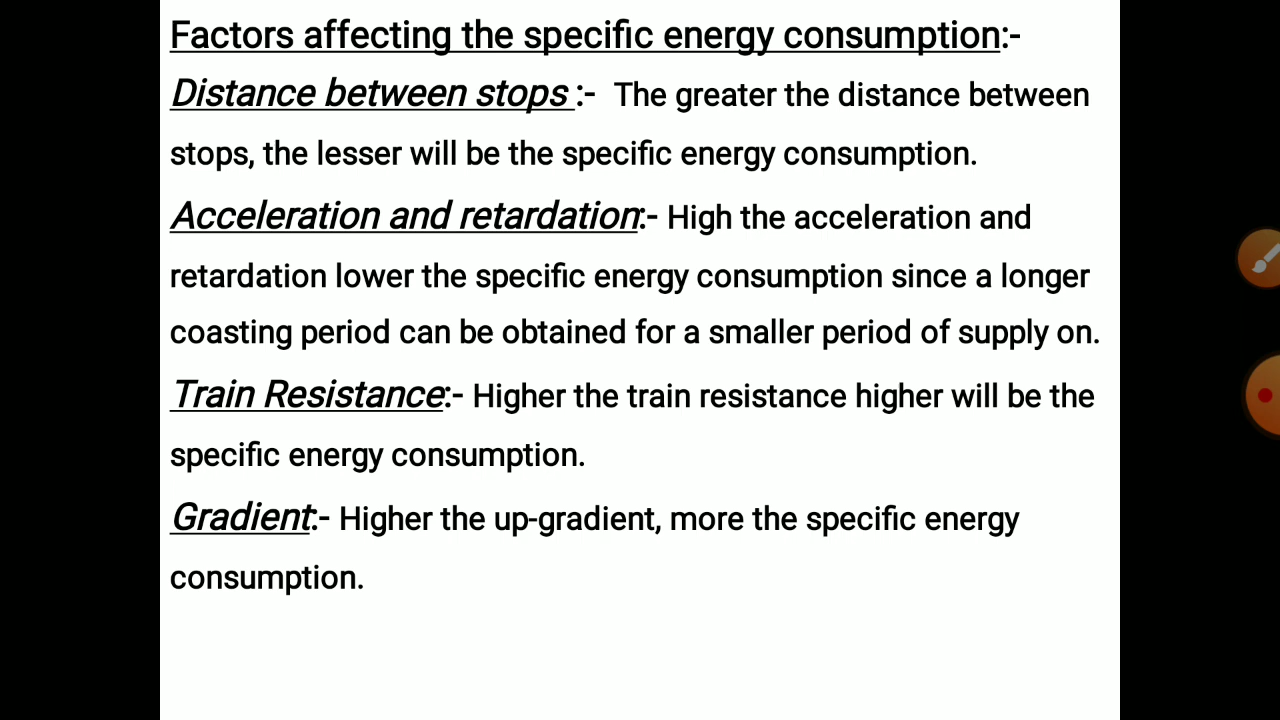 Factors affecting the specific energy consumption:-
Distance between stops :- The greater the distance between
stops, the lesser will be the specific energy consumption.
Acceleration and retardation:- High the acceleration and
retardation lower the specific energy consumption since a longer
coasting period can be obtained for a smaller period of supply on.
Train Resistance:- Higher the train resistance higher will be the
specific energy consumption.
Gradient:- Higher the up-gradient, more the specific energy
consumption.